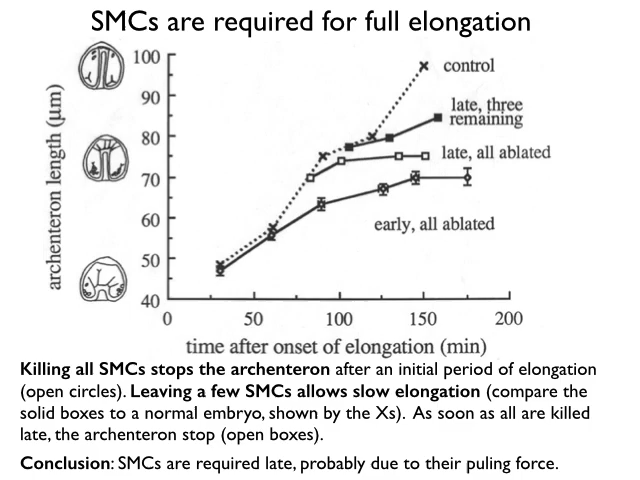 SMCs are required for full elongation
archenteron length (μm)
100
90
80
70
60
50
40
control
late, three
remaining
late, all ablated
early, all ablated
0
50
100
150
200
time after onset of elongation (min)
Killing all SMCs stops the archenteron after an initial period of elongation
(open circles). Leaving a few SMCs allows slow elongation (compare the
solid boxes to a normal embryo, shown by the Xs). As soon as all are killed
late, the archenteron stop (open boxes).
Conclusion: SMCs are required late, probably due to their puling force.